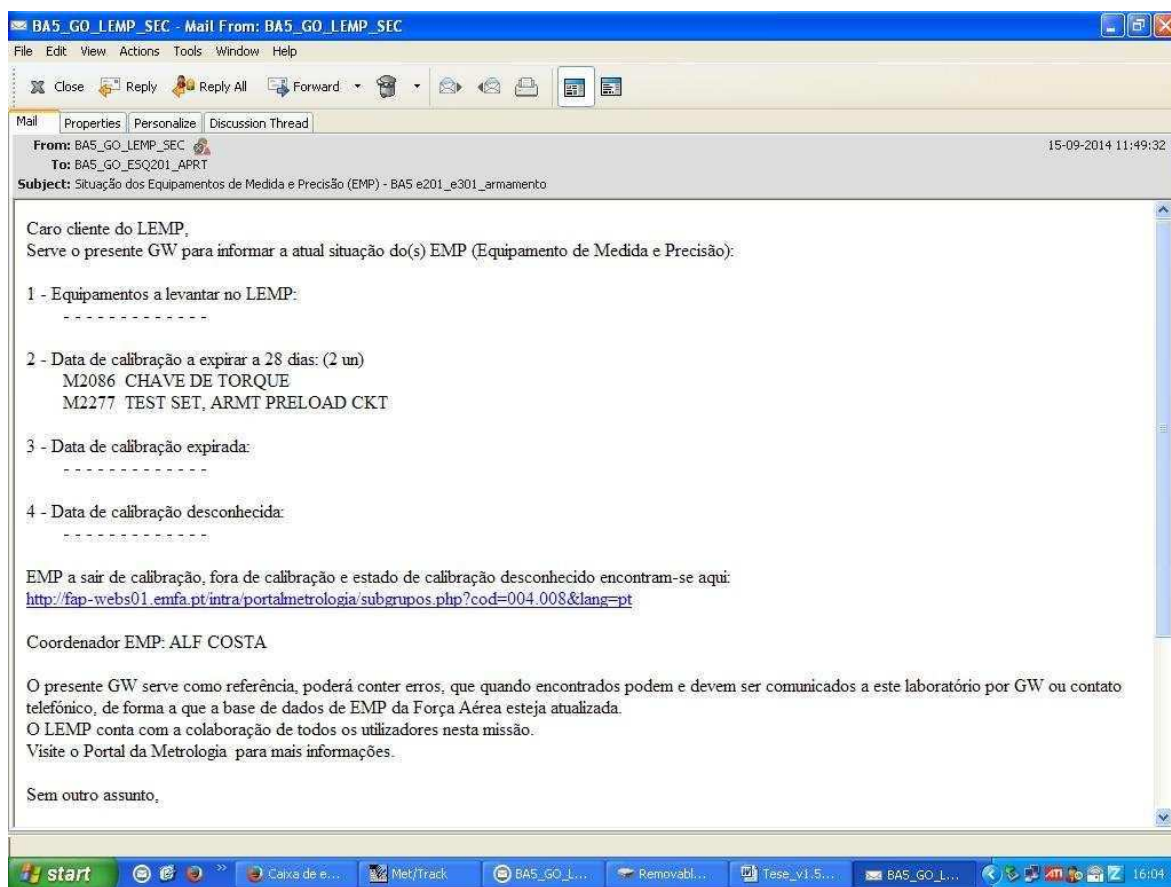 BA5_GO_LEMP_SEC - Mail From: BA5_GO_LEMP_SEC
File Edit View Actions Tools Window Help
Close Reply Reply All Forward
Mail Properties Personalize Discussion Thread
From: BA5_GO_LEMP_SEC 15-09-2014 11:49:32
To: BA5_GO_ESQ201_APRT
Subject: Situação dos Equipamentos de Medida e Precisão (EMP) - BA5 e201_e301_armamento
Caro cliente do LEMP,
Serve o presente GW para informar a atual situação do(s) EMP (Equipamento de Medida e Precisão):
1 - Equipamentos a levantar no LEMP:
- - - - - - - - - - - - -
2 - Data de calibração a expirar a 28 dias: (2 un)
M2086 CHAVE DE TORQUE
M2277 TEST SET, ARMT PRELOAD CKT
3 - Data de calibração expirada:
- - - - - - - - - - - - -
4 - Data de calibração desconhecida:
- - - - - - - - - - - - -
EMP a sair de calibração, fora de calibração e estado de calibração desconhecido encontram-se aqui:
http://fap-webs01.emfa.pt/intra/portalmetrologia/subgrupos.php?cod=004.008&lang=pt
Coordenador EMP: ALF COSTA
O presente GW serve como referência, poderá conter erros, que quando encontrados podem e devem ser comunicados a este laboratório por GW ou contato
telefónico, de forma a que a base de dados de EMP da Força Aérea esteja atualizada.
O LEMP conta com a colaboração de todos os utilizadores nesta missão.
Visite o Portal da Metrologia para mais informações.
Sem outro assunto,
start » Caixa de e... Met/Track BA5_GO_L... Removabl... Tese_v1.5... BA5_GO_L... 16:04